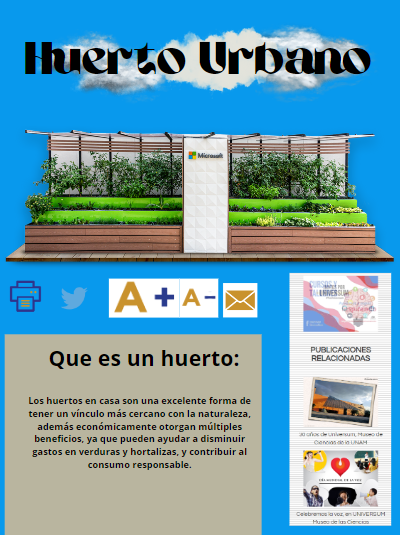 Huerto Urbano
Microsoft
A+ A-
CURSOS Y
UNIVERSUM
PUBLICACIONES
RELACIONADAS
30 años de Universum, Museo de
Ciencias de la UNAM
Que es un huerto:
Los huertos en casa son una excelente forma de
tener un vínculo más cercano con la naturaleza,
además económicamente otorgan múltiples
beneficios, ya que pueden ayudar a disminuir
gastos en verduras y hortalizas, y contribuir al
consumo responsable.
Celebremos la voz, en UNIVERSUM
Museo de las Ciencias